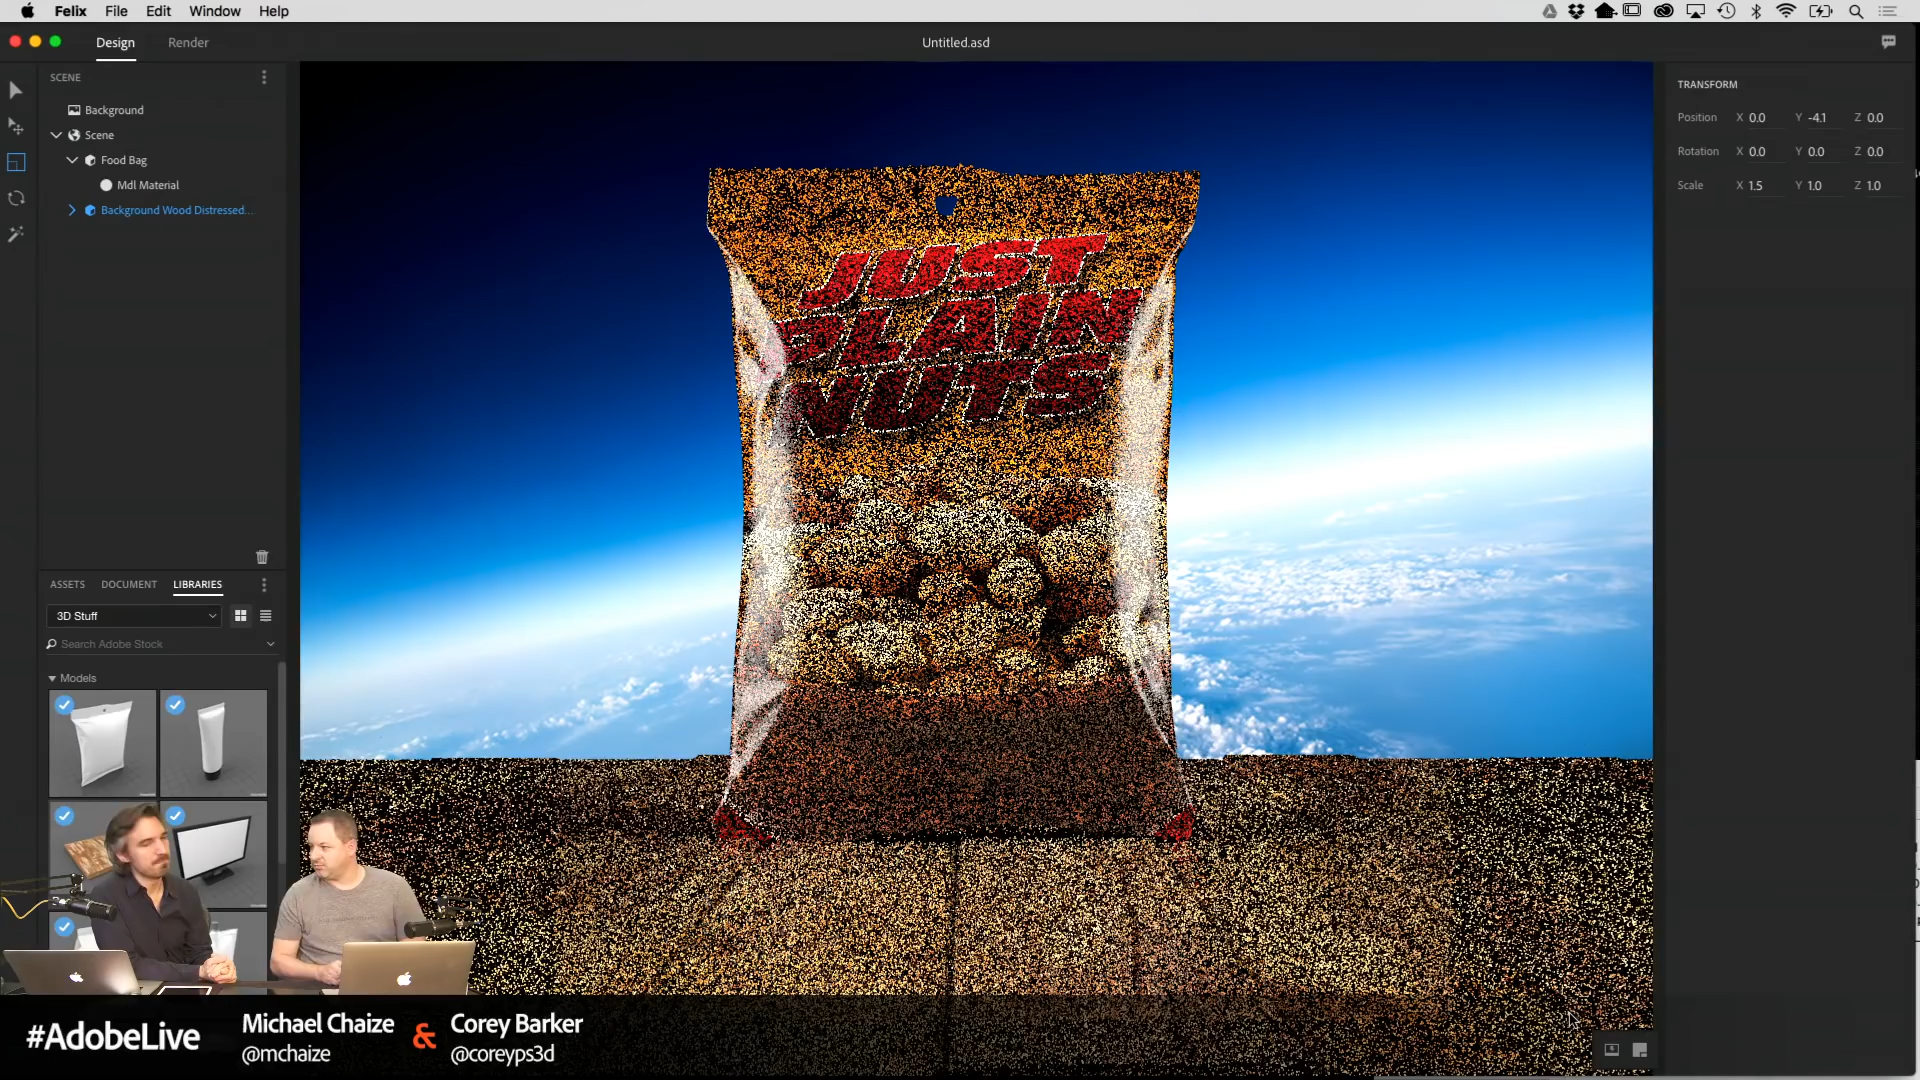 Felix File Edit Window Help
Design Render Untitled.asd
SCENE
Background
Scene
Food Bag
Mdl Material
Background Wood Distressed...
ASSETS DOCUMENT LIBRARIES
3D Stuff
Search Adobe Stock
Models
TRANSFORM
Position X 0.0 Y -4.1 Z 0.0
Rotation X 0.0 Y 0.0 Z 0.0
Scale X 1.5 Y 1.0 Z 1.0
JUST
PLAIN
NUTS
#AdobeLive
Michael Chaize & Corey Barker
@mchaize @coreyps3d